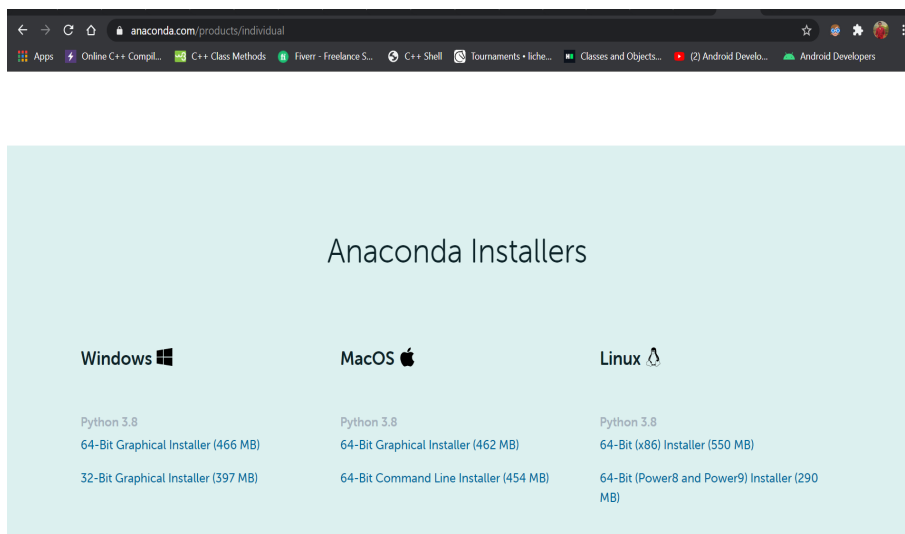 anaconda.com/products/individual
Apps Online C++ Compil... C++ Class Methods Fiverr - Freelance S... C++ Shell Tournaments • liche... Classes and Objects... (2) Android Develo... Android Developers
Anaconda Installers
Windows MacOS Linux
Python 3.8 Python 3.8 Python 3.8
64-Bit Graphical Installer (466 MB) 64-Bit Graphical Installer (462 MB) 64-Bit (x86) Installer (550 MB)
32-Bit Graphical Installer (397 MB) 64-Bit Command Line Installer (454 MB) 64-Bit (Power8 and Power9) Installer (290
MB)